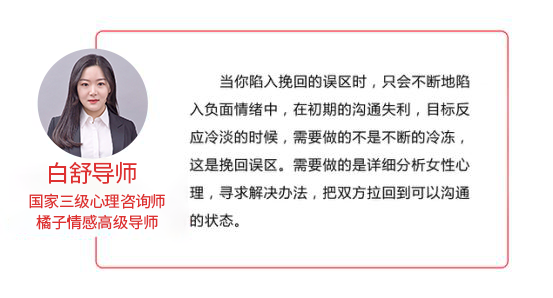 当你陷入挽回的误区时，只会不断地陷
入负面情绪中，在初期的沟通失利，目标反
应冷淡的时候，需要做的不是不断的冷冻，
这是挽回误区。需要做的是详细分析女性心
理，寻求解决办法，把双方拉回到可以沟通
的状态。
白舒导师
国家三级心理咨询师
橘子情感高级导师